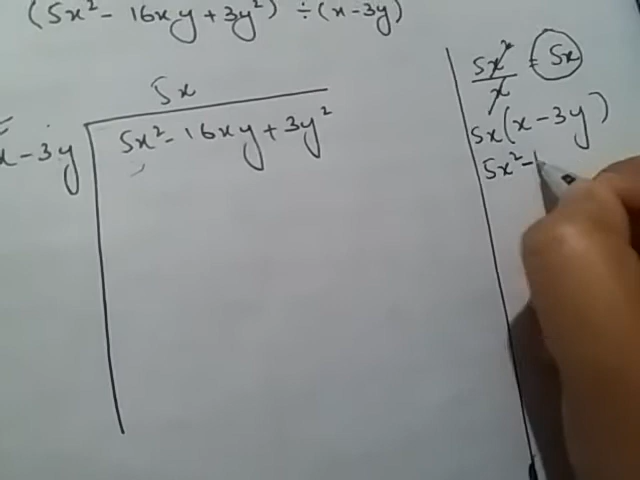 (5x² - 16xy + 3y²) ÷ (x - 3y)
5x
x - 3y 5x² - 16xy + 3y²
5x²/x = 5x
5x(x - 3y)
5x² -